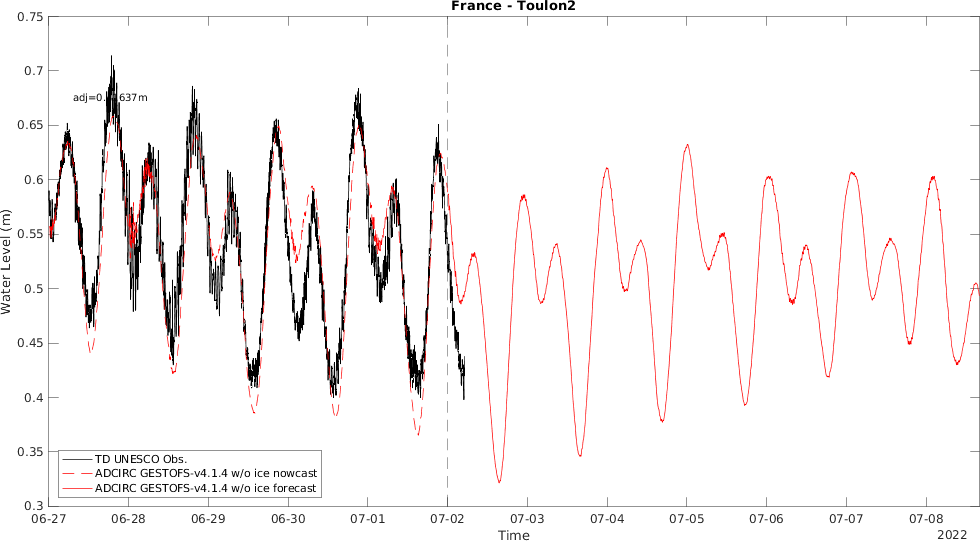 France - Toulon2
0.75
0.7
0.65
0.6
0.55
0.5
0.45
0.4
0.35
0.3
Water Level (m)
TD UNESCO Obs.
ADCIRC GESTOFS-v4.1.4 w/o ice nowcast
ADCIRC GESTOFS-v4.1.4 w/o ice forecast
06-27 06-28 06-29 06-30 07-01 07-02 07-03 07-04 07-05 07-06 07-07 07-08
Time
2022